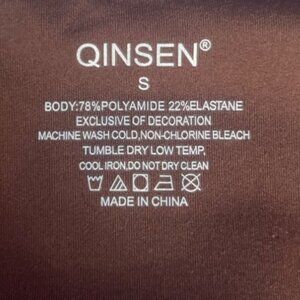 QINSEN®
S
BODY:78%POLYAMIDE 22%ELASTANE
EXCLUSIVE OF DECORATION
MACHINE WASH COLD,NON-CHLORINE BLEACH
TUMBLE DRY LOW TEMP,
COOL IRON,DO NOT DRY CLEAN
MADE IN CHINA